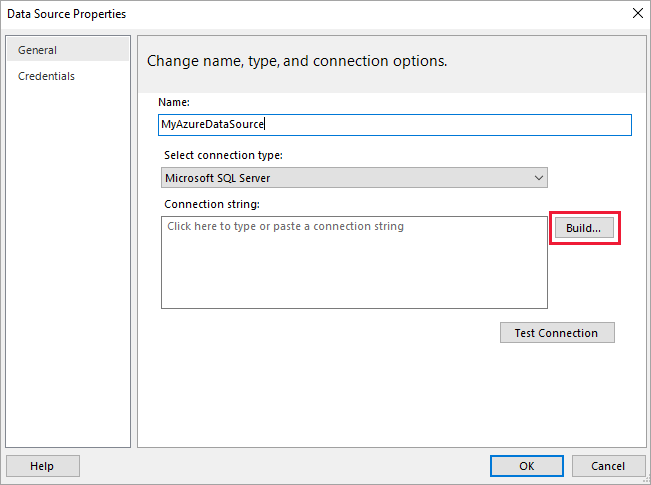 Data Source Properties
General
Credentials
Change name, type, and connection options.
Name:
MyAzureDataSource
Select connection type:
Microsoft SQL Server
Connection string:
Click here to type or paste a connection string
Build...
Test Connection
Help
OK
Cancel